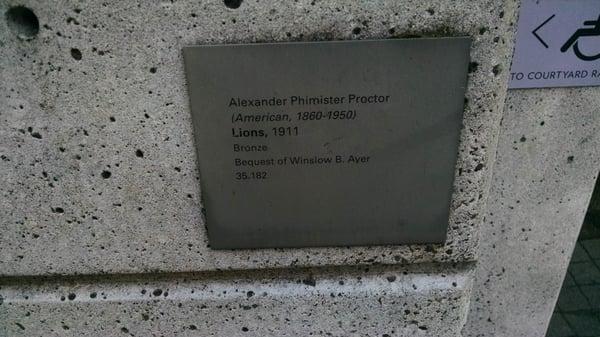 Alexander Phimister Proctor
(American, 1860-1950)
Lions, 1911
Bronze
Bequest of Winslow B. Ayer
35.182
TO COURTYARD